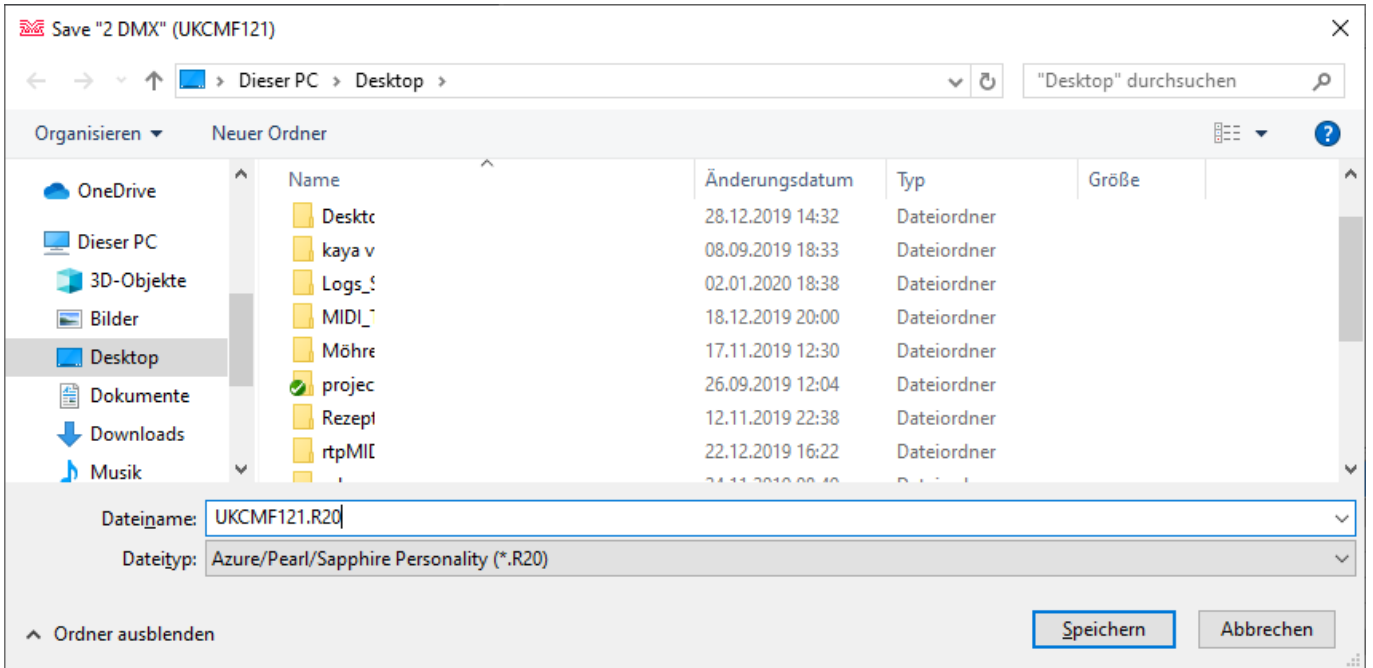 Save "2 DMX" (UKCMF121)
Dieser PC > Desktop >
"Desktop" durchsuchen
Organisieren Neuer Ordner
Name Änderungsdatum Typ Größe
OneDrive
Dieser PC
3D-Objekte
Bilder
Desktop
Dokumente
Downloads
Musik
Deskto 28.12.2019 14:32 Dateiordner
kaya v 08.09.2019 18:33 Dateiordner
Logs_S 02.01.2020 18:38 Dateiordner
MIDI_T 18.12.2019 20:00 Dateiordner
Möhre 17.11.2019 12:30 Dateiordner
projec 26.09.2019 12:04 Dateiordner
Rezept 12.11.2019 22:38 Dateiordner
rtpMID 22.12.2019 16:22 Dateiordner
Dateiname: UKCMF121.R20
Dateityp: Azure/Pearl/Sapphire Personality (*.R20)
Ordner ausblenden
Speichern Abbrechen